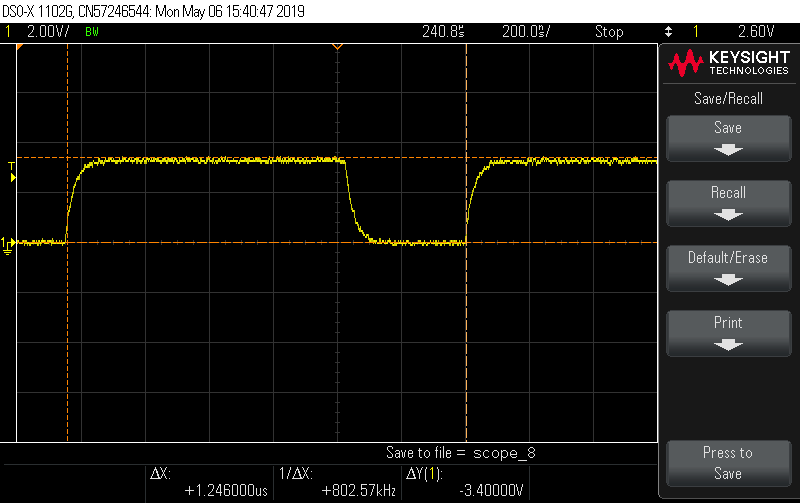 DSO-X 1102G, CN57246544: Mon May 06 15:40:47 2019
1 2.00V/ BW 240.8㎲ 200.0ns/ Stop 1 2.60V
KEYSIGHT
TECHNOLOGIES
Save/Recall
Save
Recall
Default/Erase
Print
T
1
Save to file = scope_8
Press to
Save
ΔX:
+1.246000us
1/ΔX:
+802.57kHz
ΔY(1):
-3.40000V